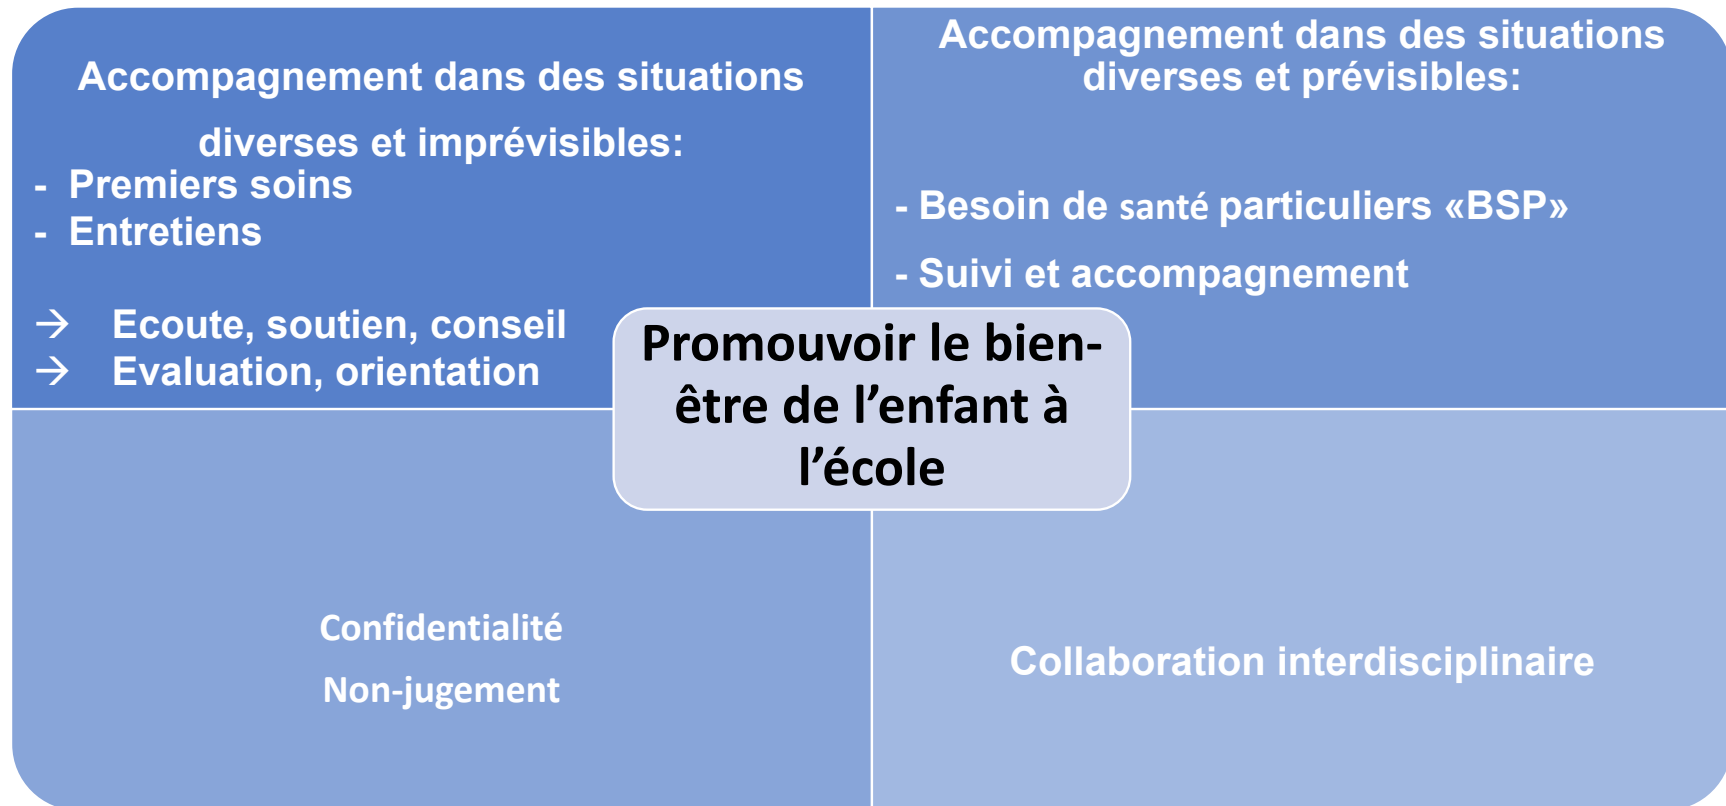 Accompagnement dans des situations
diverses et imprévisibles:
- Premiers soins
- Entretiens
→ Ecoute, soutien, conseil
→ Evaluation, orientation
Accompagnement dans des situations
diverses et prévisibles:
- Besoin de santé particuliers «BSP»
- Suivi et accompagnement
Promouvoir le bien-
être de l’enfant à
l’école
Confidentialité
Non-jugement
Collaboration interdisciplinaire